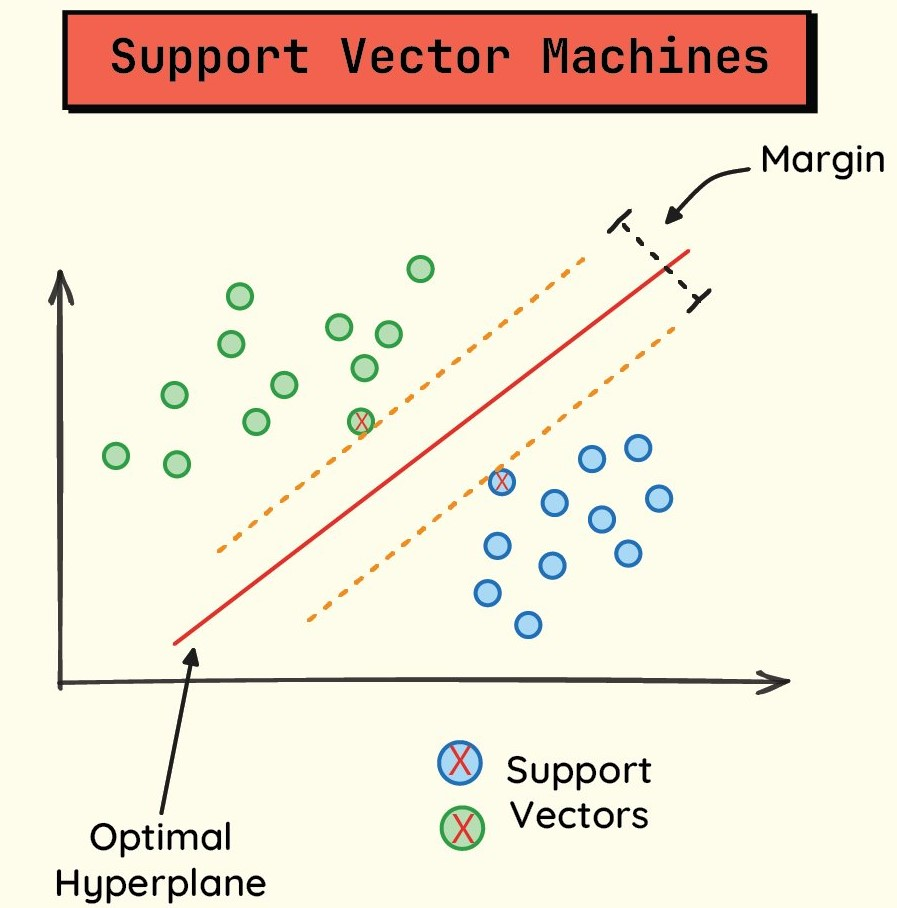 Support Vector Machines
Margin
X
X
X
Support
X
Vectors
Optimal
Hyperplane